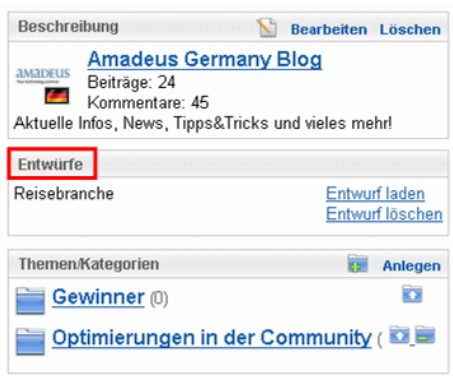 Beschreibung Bearbeiten Löschen
Amadeus Germany Blog
amadeus
Beiträge: 24
Kommentare: 45
Aktuelle Infos, News, Tipps&Tricks und vieles mehr!
Entwürfe
Reisebranche Entwurf laden
Entwurf löschen
Themen/Kategorien Anlegen
Gewinner (0)
Optimierungen in der Community (